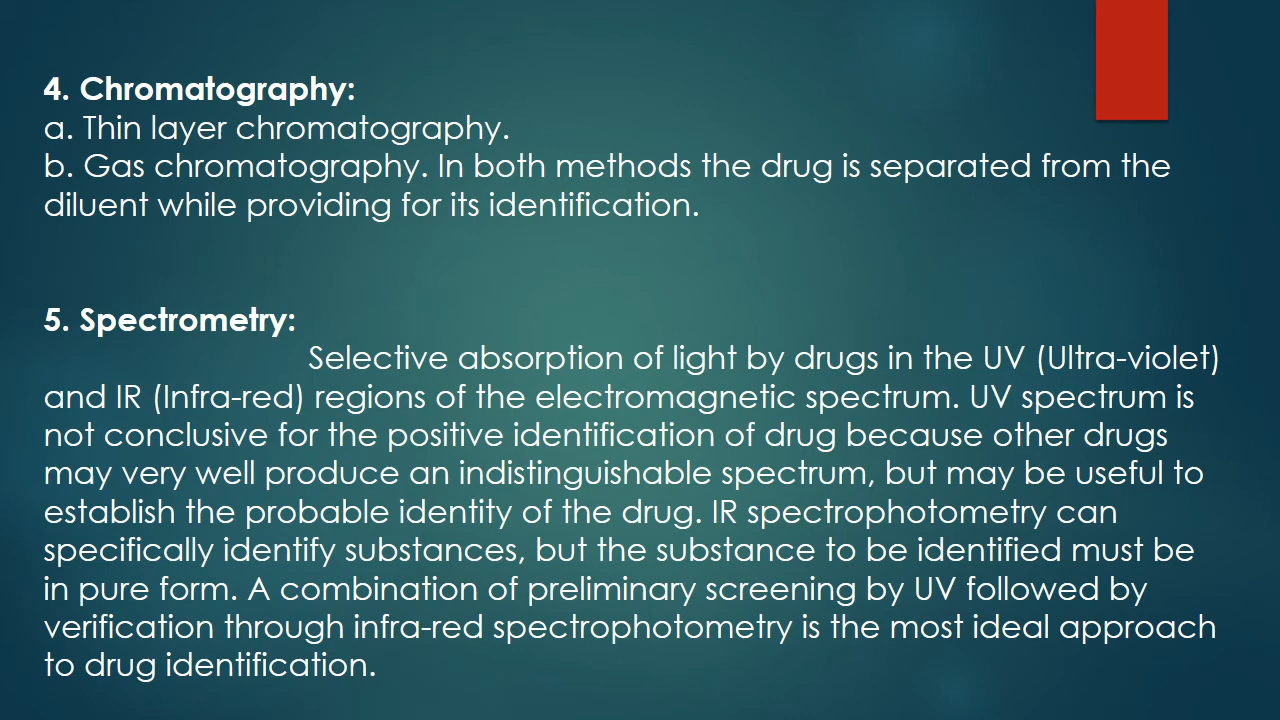 4. Chromatography:
a. Thin layer chromatography.
b. Gas chromatography. In both methods the drug is separated from the
diluent while providing for its identification.
5. Spectrometry:
Selective absorption of light by drugs in the UV (Ultra-violet)
and IR (Infra-red) regions of the electromagnetic spectrum. UV spectrum is
not conclusive for the positive identification of drug because other drugs
may very well produce an indistinguishable spectrum, but may be useful to
establish the probable identity of the drug. IR spectrophotometry can
specifically identify substances, but the substance to be identified must be
in pure form. A combination of preliminary screening by UV followed by
verification through infra-red spectrophotometry is the most ideal approach
to drug identification.